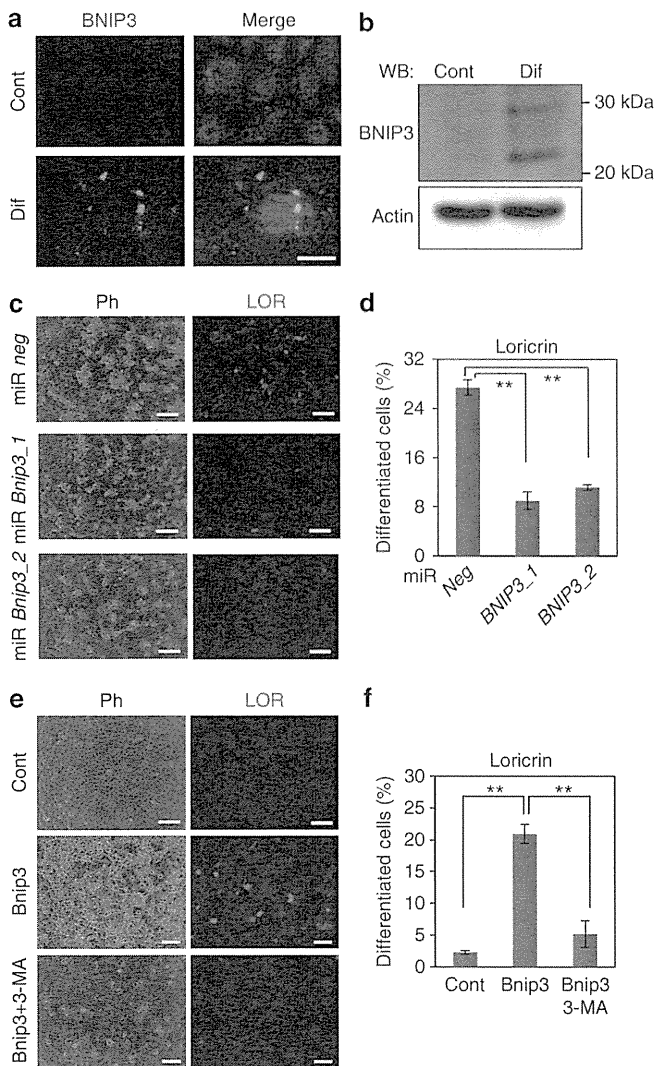 a
BNIP3
Merge
Cont
Dif
b
WB:
Cont
Dif
BNIP3
30 kDa
20 kDa
Actin
c
Ph
LOR
miR neg
miR Bnip3_1
miR Bnip3_2
d
Loricrin
Differentiated cells (%)
32
24
16
8
0
**
**
miR
Neg
BNIP3_1
BNIP3_2
e
Ph
LOR
Cont
Bnip3
Bnip3+3-MA
f
Loricrin
Differentiated cells (%)
30
25
20
15
10
5
0
**
**
Cont
Bnip3
Bnip3
3-MA